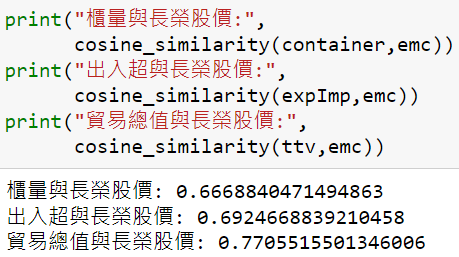 print("櫃量與長榮股價:",
cosine_similarity(container,emc))
print("出入超與長榮股價:",
cosine_similarity(expImp,emc))
print("貿易總值與長榮股價:",
cosine_similarity(ttv,emc))
櫃量與長榮股價: 0.6668840471494863
出入超與長榮股價: 0.6924668839210458
貿易總值與長榮股價: 0.7705515501346006